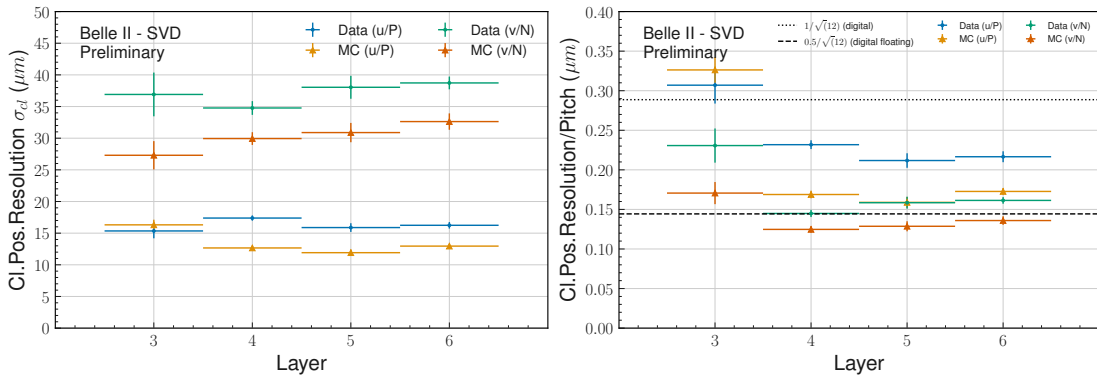 Belle II - SVD
Preliminary
Data (u/P)
MC (u/P)
Data (v/N)
MC (v/N)
Cl.Pos.Resolution σcl (μm)
50
45
40
35
30
25
20
15
10
5
0
3
4
5
6
Layer
Belle II - SVD
Preliminary
1/√(12) (digital)
0.5/√(12) (digital floating)
Data (u/P)
MC (u/P)
Data (v/N)
MC (v/N)
Cl.Pos.Resolution/Pitch (μm)
0.40
0.35
0.30
0.25
0.20
0.15
0.10
0.05
0.00
3
4
5
6
Layer